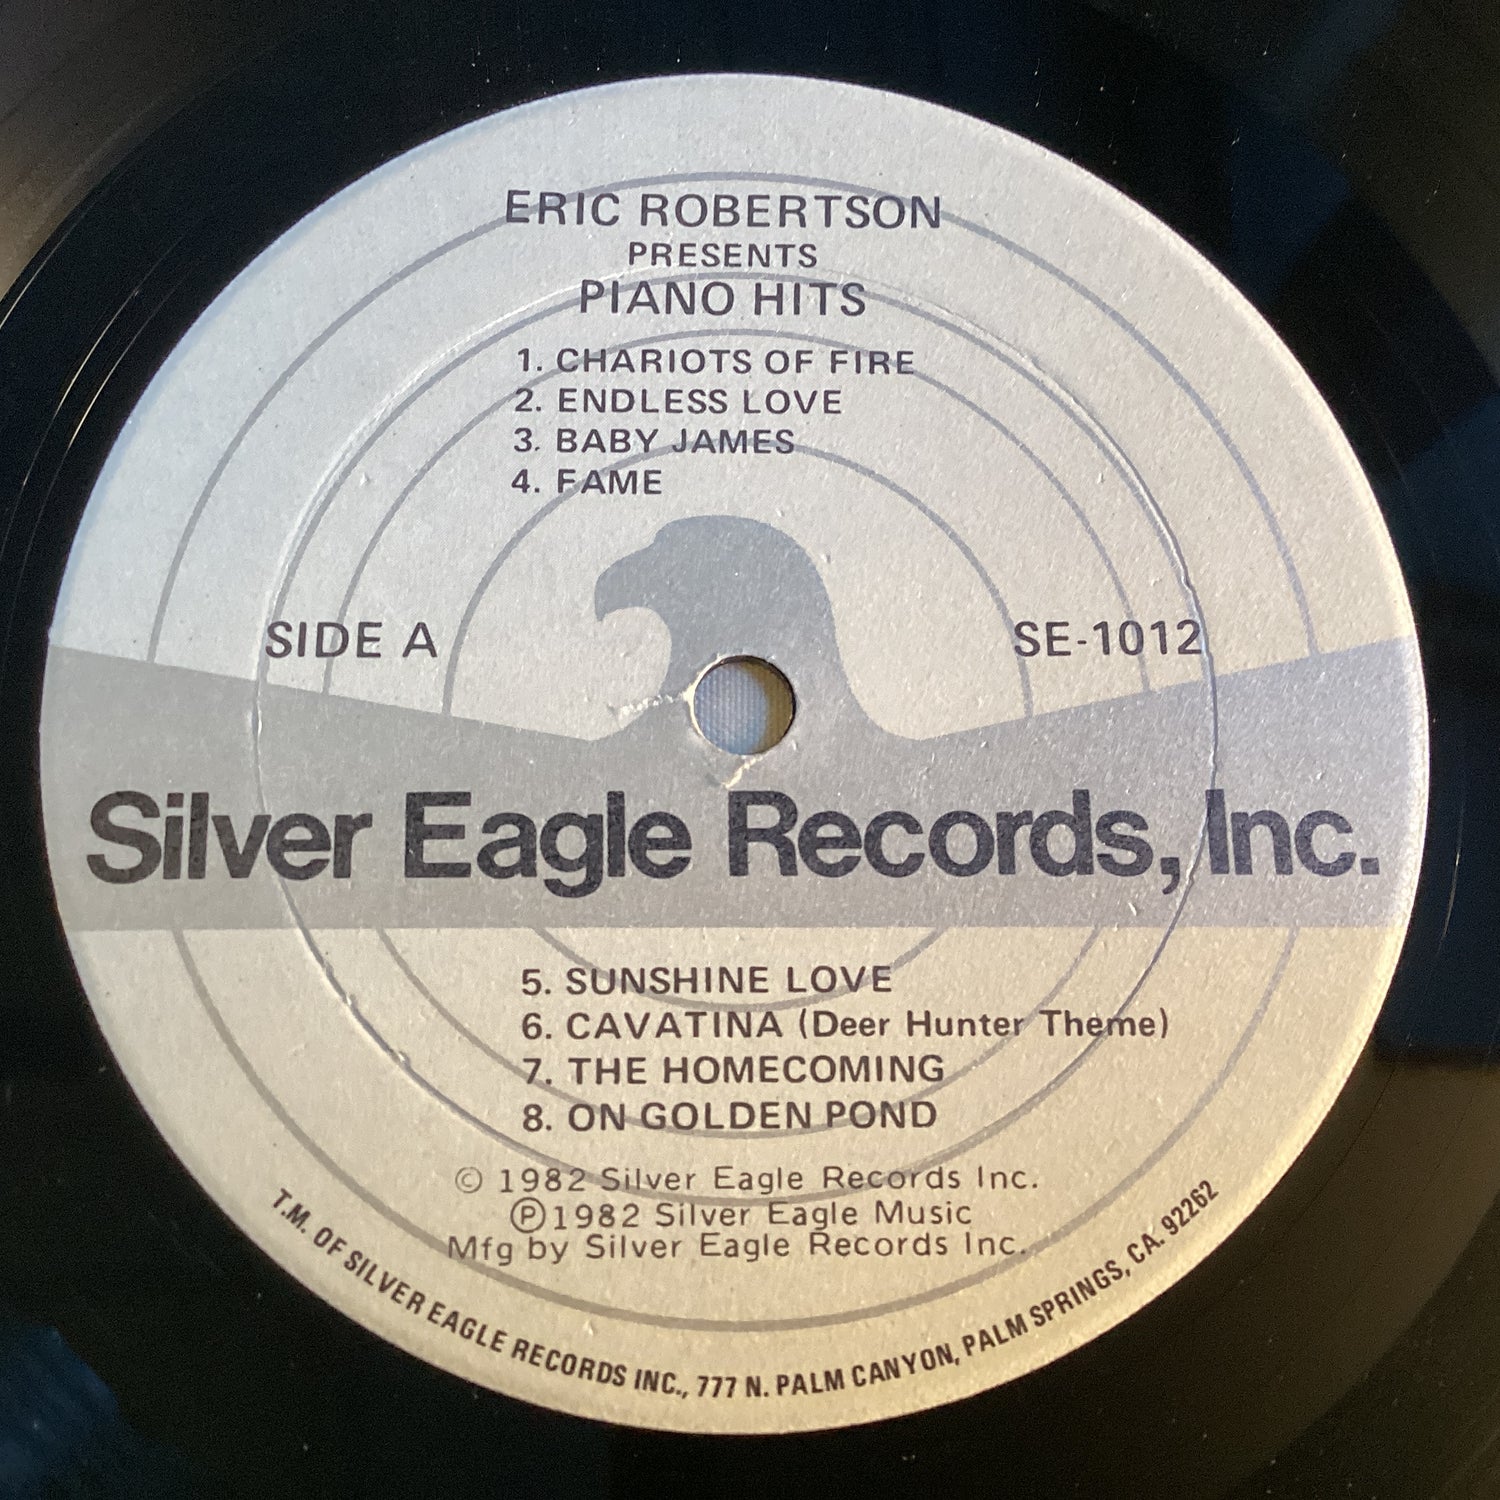 ERIC ROBERTSON
PRESENTS
PIANO HITS
1. CHARIOTS OF FIRE
2. ENDLESS LOVE
3. BABY JAMES
4. FAME
SIDE A
SE-1012
Silver Eagle Records, Inc.
5. SUNSHINE LOVE
6. CAVATINA (Deer Hunter Theme)
7. THE HOMECOMING
8. ON GOLDEN POND
© 1982 Silver Eagle Records Inc.
℗1982 Silver Eagle Music
Mfg by Silver Eagle Records Inc.
T.M. OF SILVER EAGLE RECORDS INC., 777 N. PALM CANYON, PALM SPRINGS, CA. 92262